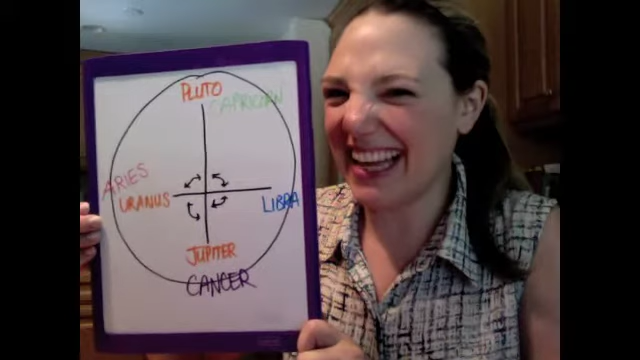 PLUTO
CAPRICORN
ARIES
URANUS
LIBRA
JUPITER
CANCER